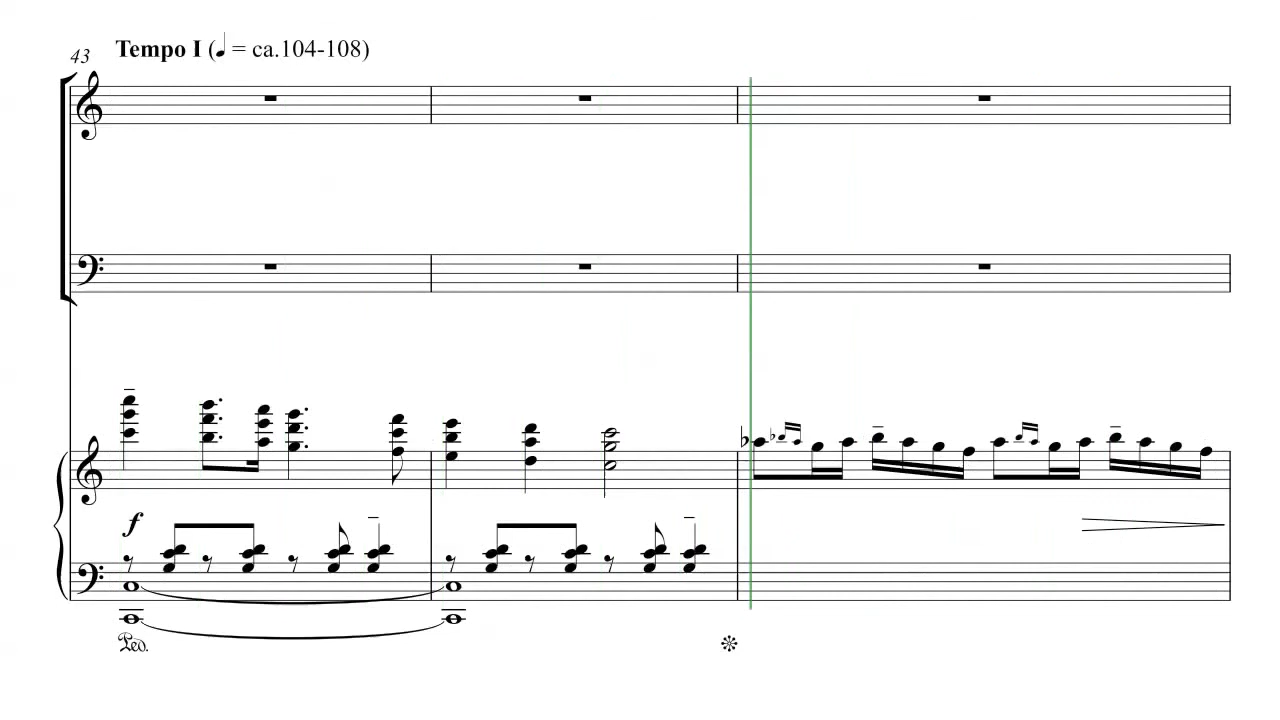 43
Tempo I (♩ = ca.104-108)
f
Ped.